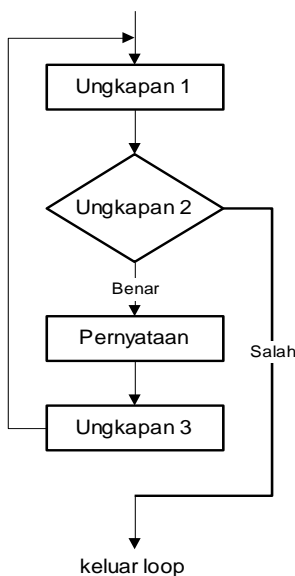 Ungkapan 1
Ungkapan 2
Benar
Pernyataan
Salah
Ungkapan 3
keluar loop